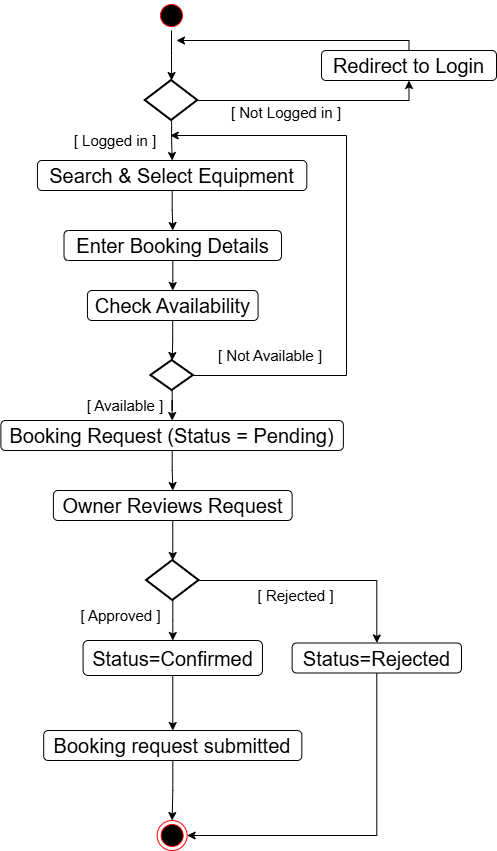 Redirect to Login
[ Not Logged in ]
[ Logged in ]
Search & Select Equipment
Enter Booking Details
Check Availability
[ Not Available ]
[ Available ]
Booking Request (Status = Pending)
Owner Reviews Request
[ Rejected ]
[ Approved ]
Status=Confirmed
Status=Rejected
Booking request submitted